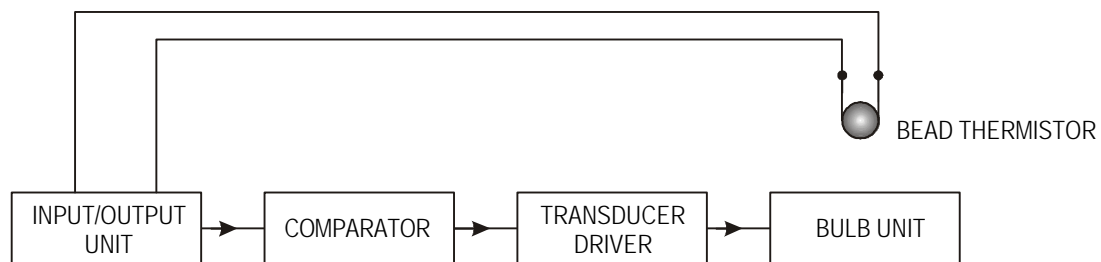 BEAD THERMISTOR
INPUT/OUTPUT
UNIT
COMPARATOR
TRANSDUCER
DRIVER
BULB UNIT